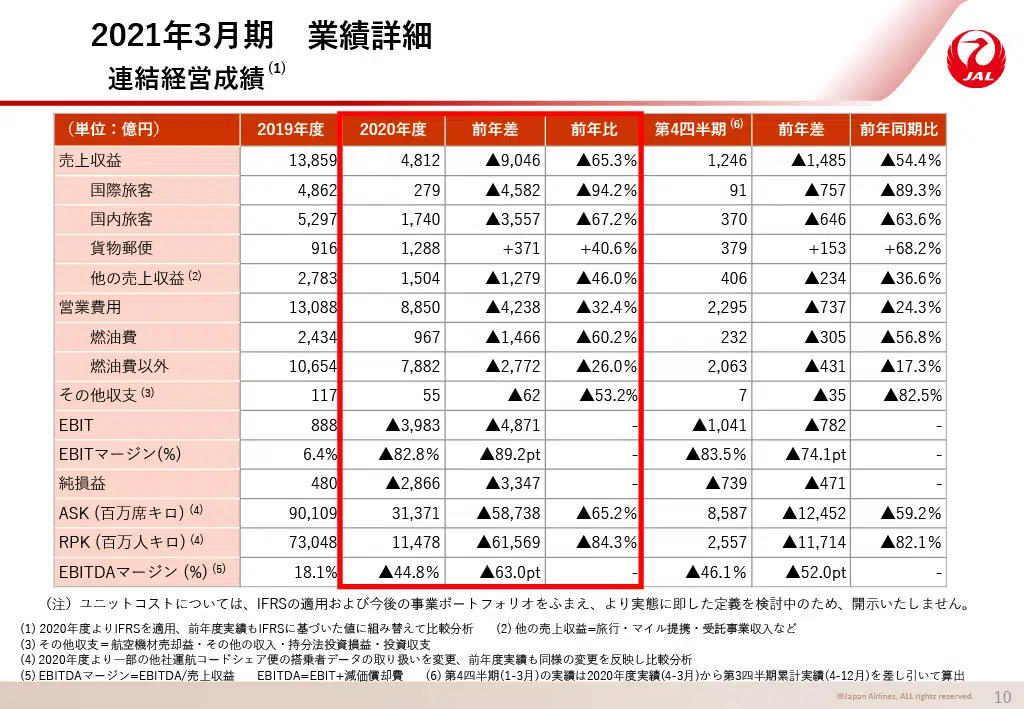 2021年3月期　業績詳細
連結経営成績(1)
JAL
（単位：億円） 2019年度 2020年度 前年差 前年比 第4四半期(6) 前年差 前年同期比
売上収益 13,859 4,812 ▲9,046 ▲65.3% 1,246 ▲1,485 ▲54.4%
国際旅客 4,862 279 ▲4,582 ▲94.2% 91 ▲757 ▲89.3%
国内旅客 5,297 1,740 ▲3,557 ▲67.2% 370 ▲646 ▲63.6%
貨物郵便 916 1,288 +371 +40.6% 379 +153 +68.2%
他の売上収益(2) 2,783 1,504 ▲1,279 ▲46.0% 406 ▲234 ▲36.6%
営業費用 13,088 8,850 ▲4,238 ▲32.4% 2,295 ▲737 ▲24.3%
燃油費 2,434 967 ▲1,466 ▲60.2% 232 ▲305 ▲56.8%
燃油費以外 10,654 7,882 ▲2,772 ▲26.0% 2,063 ▲431 ▲17.3%
その他収支(3) 117 55 ▲62 ▲53.2% 7 ▲35 ▲82.5%
EBIT 888 ▲3,983 ▲4,871 - ▲1,041 ▲782 -
EBITマージン(%) 6.4% ▲82.8% ▲89.2pt - ▲83.5% ▲74.1pt -
純損益 480 ▲2,866 ▲3,347 - ▲739 ▲471 -
ASK (百万席キロ)(4) 90,109 31,371 ▲58,738 ▲65.2% 8,587 ▲12,452 ▲59.2%
RPK (百万人キロ)(4) 73,048 11,478 ▲61,569 ▲84.3% 2,557 ▲11,714 ▲82.1%
EBITDAマージン (%)(5) 18.1% ▲44.8% ▲63.0pt - ▲46.1% ▲52.0pt -
（注）ユニットコストについては、IFRSの適用および今後の事業ポートフォリオをふまえ、より実態に即した定義を検討中のため、開示いたしません。
(1) 2020年度よりIFRSを適用、前年度実績もIFRSに基づいた値に組み替えて比較分析　(2) 他の売上収益=旅行・マイル提携・受託事業収入など
(3) その他収支＝航空機材売却益・その他の収入・持分法投資損益・投資収支
(4) 2020年度より一部の他社運航コードシェア便の搭乗者データの取り扱いを変更、前年度実績も同様の変更を反映し比較分析
(5) EBITDAマージン=EBITDA/売上収益　EBITDA=EBIT+減価償却費　(6) 第4四半期(1-3月)の実績は2020年度実績(4-3月)から第3四半期累計実績(4-12月)を差し引いて算出
©Japan Airlines, ALL rights reserved. 10